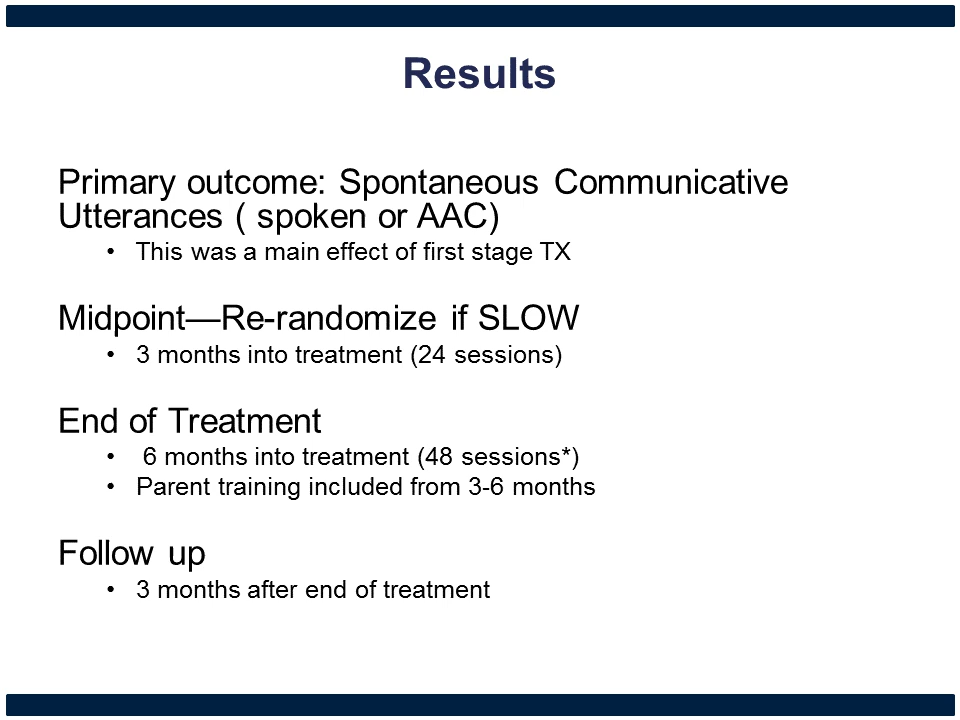 Results
Primary outcome: Spontaneous Communicative
Utterances ( spoken or AAC)
• This was a main effect of first stage TX
Midpoint—Re-randomize if SLOW
• 3 months into treatment (24 sessions)
End of Treatment
• 6 months into treatment (48 sessions*)
• Parent training included from 3-6 months
Follow up
• 3 months after end of treatment